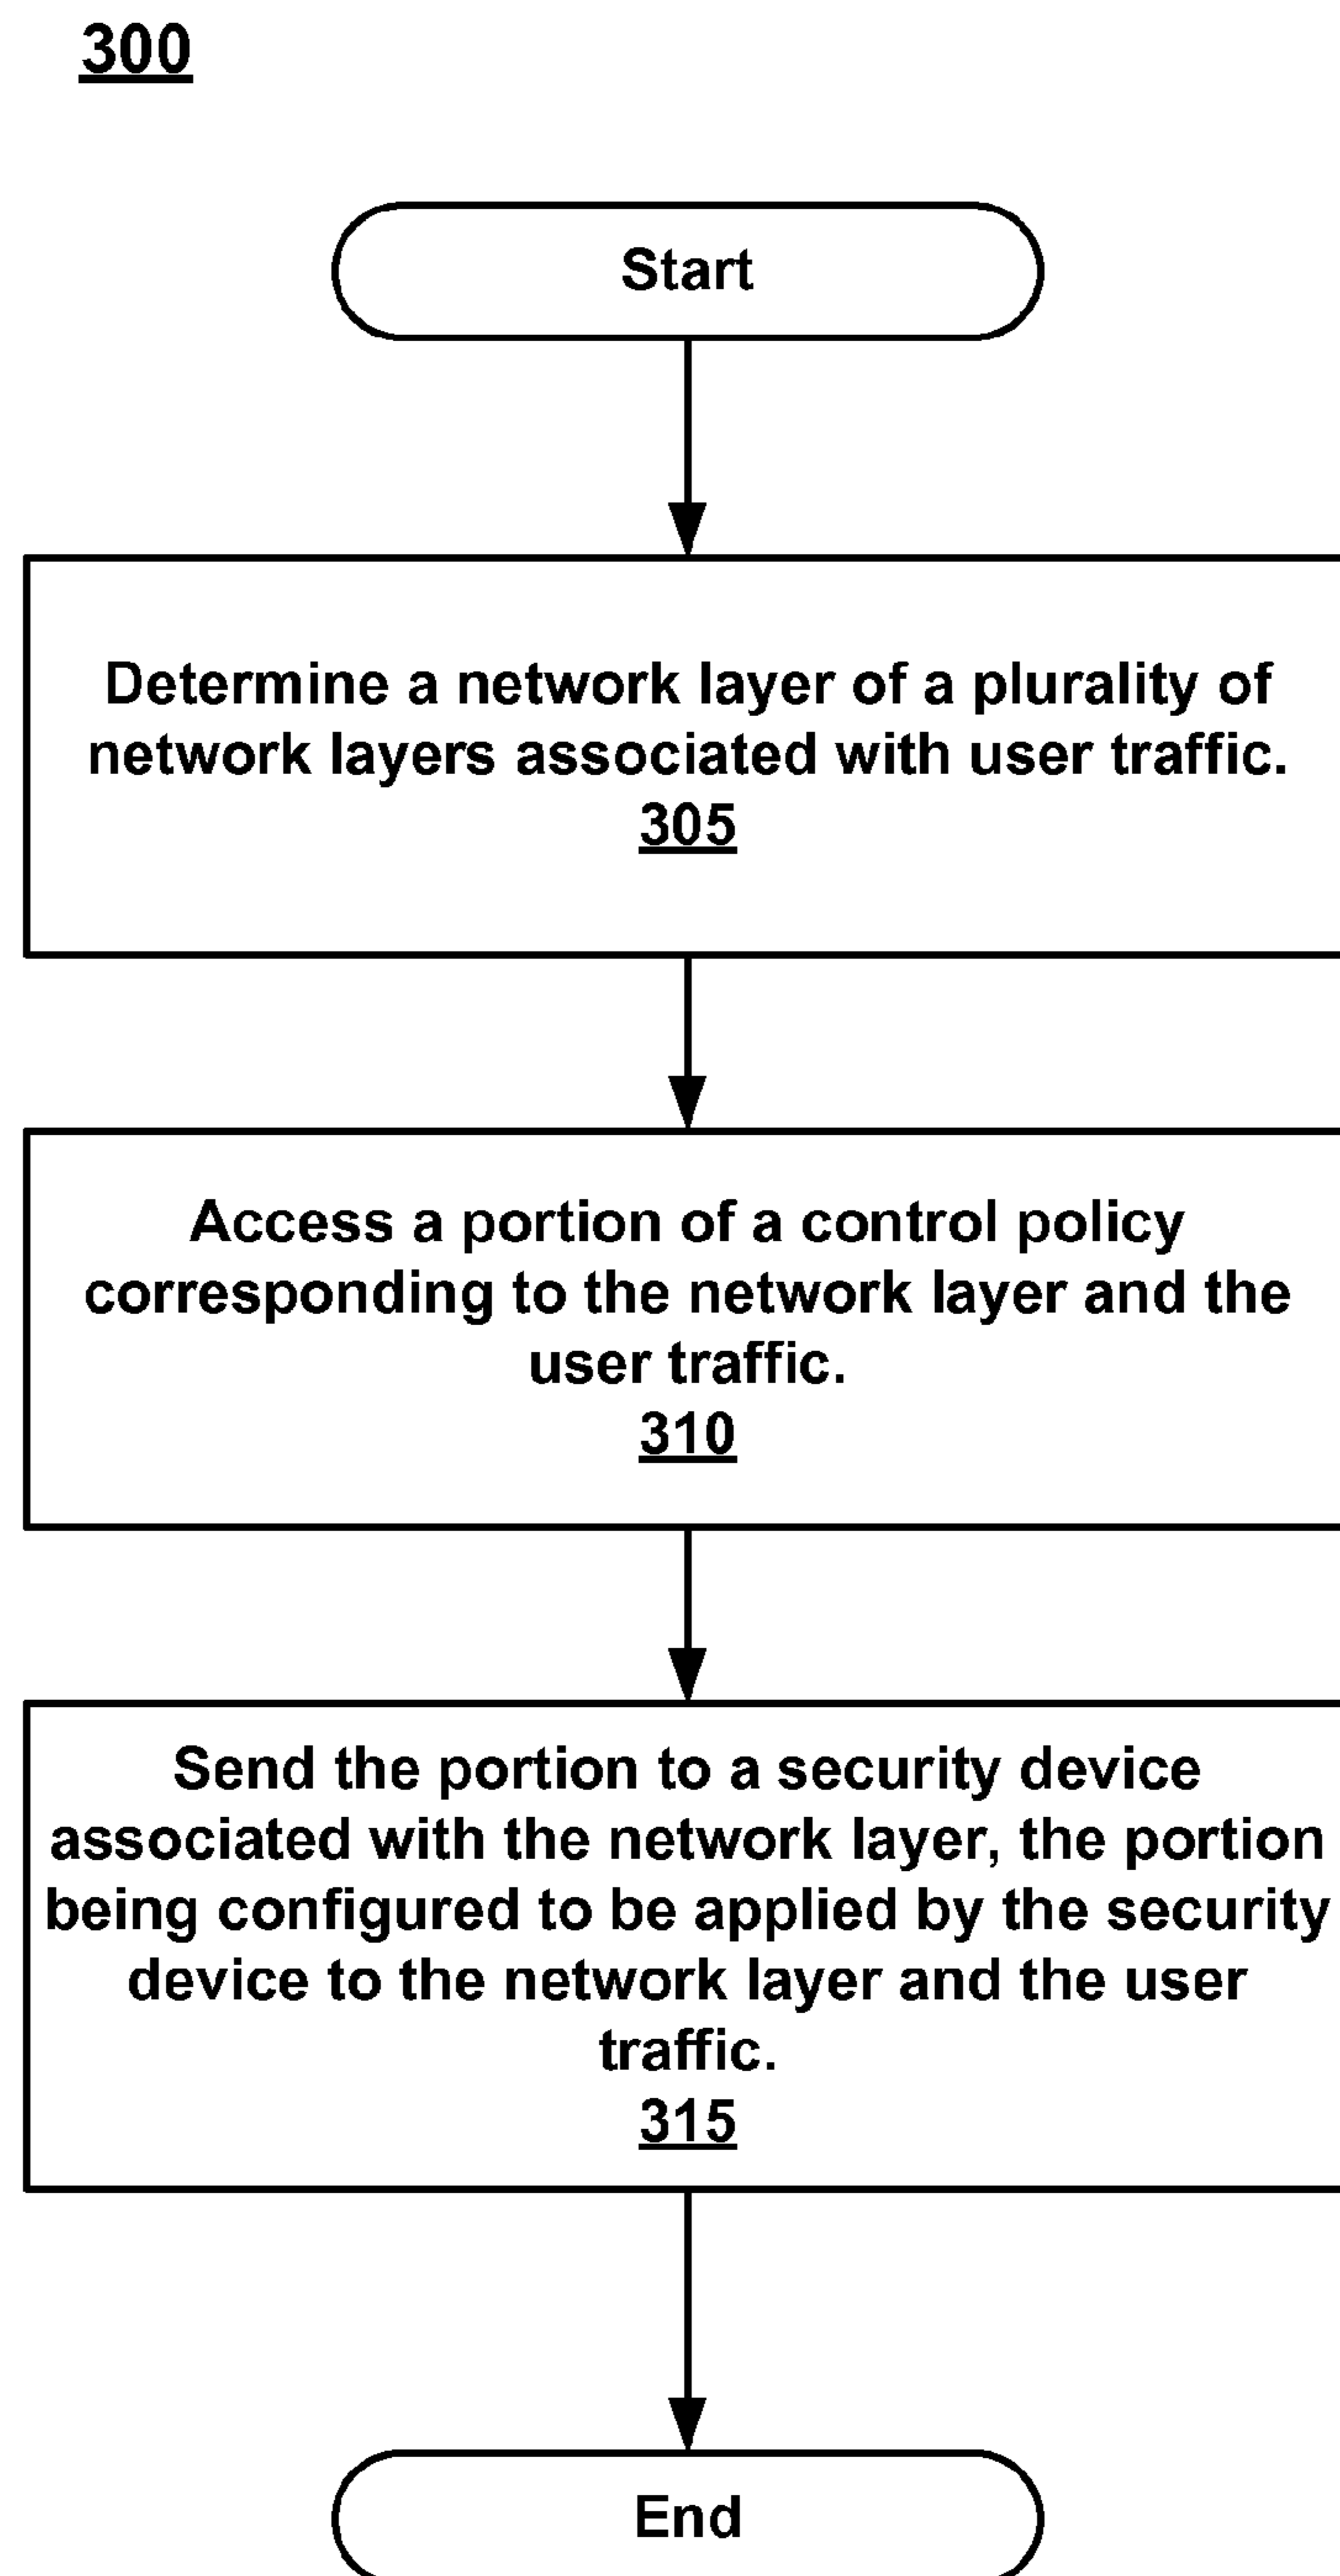 300
Start
Determine a network layer of a plurality of
network layers associated with user traffic.
305
Access a portion of a control policy
corresponding to the network layer and the
user traffic.
310
Send the portion to a security device
associated with the network layer, the portion
being configured to be applied by the security
device to the network layer and the user
traffic.
315
End